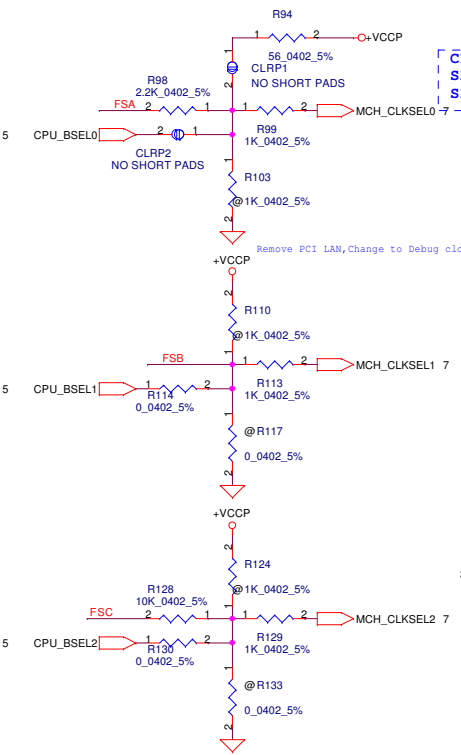 R94
1
2
+VCCP
56_0402_5%
CLRP1
NO SHORT PADS
1
2
R98
2.2K_0402_5%
FSA
2
1
1
2
MCH_CLKSEL0
7
R99
1K_0402_5%
5
CPU_BSEL0
2
1
CLRP2
NO SHORT PADS
1
R103
@1K_0402_5%
2
C
S
S
Remove PCI LAN,Change to Debug clo
+VCCP
2
R110
@1K_0402_5%
1
FSB
1
2
MCH_CLKSEL1
7
R113
1K_0402_5%
5
CPU_BSEL1
1
2
R114
0_0402_5%
1
@R117
0_0402_5%
2
+VCCP
2
R124
@1K_0402_5%
1
R128
10K_0402_5%
FSC
2
1
1
2
MCH_CLKSEL2
7
R129
1K_0402_5%
5
CPU_BSEL2
1
2
R130
0_0402_5%
1
@R133
0_0402_5%
2